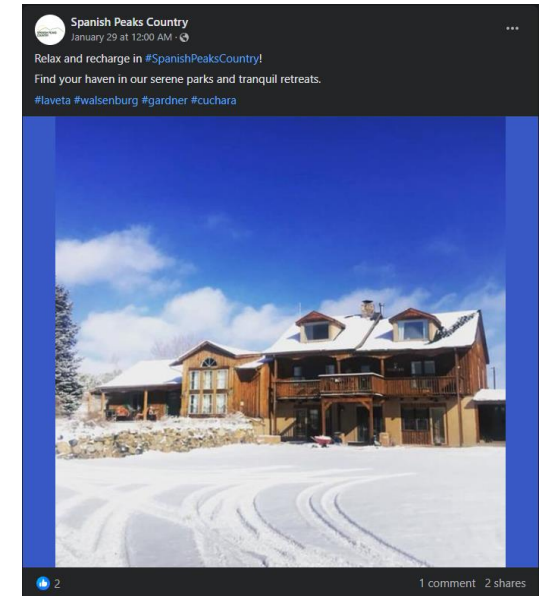 Spanish Peaks Country
January 29 at 12:00 AM ·
Relax and recharge in #SpanishPeaksCountry!
Find your haven in our serene parks and tranquil retreats.
#laveta #walsenburg #gardner #cuchara
2
1 comment 2 shares